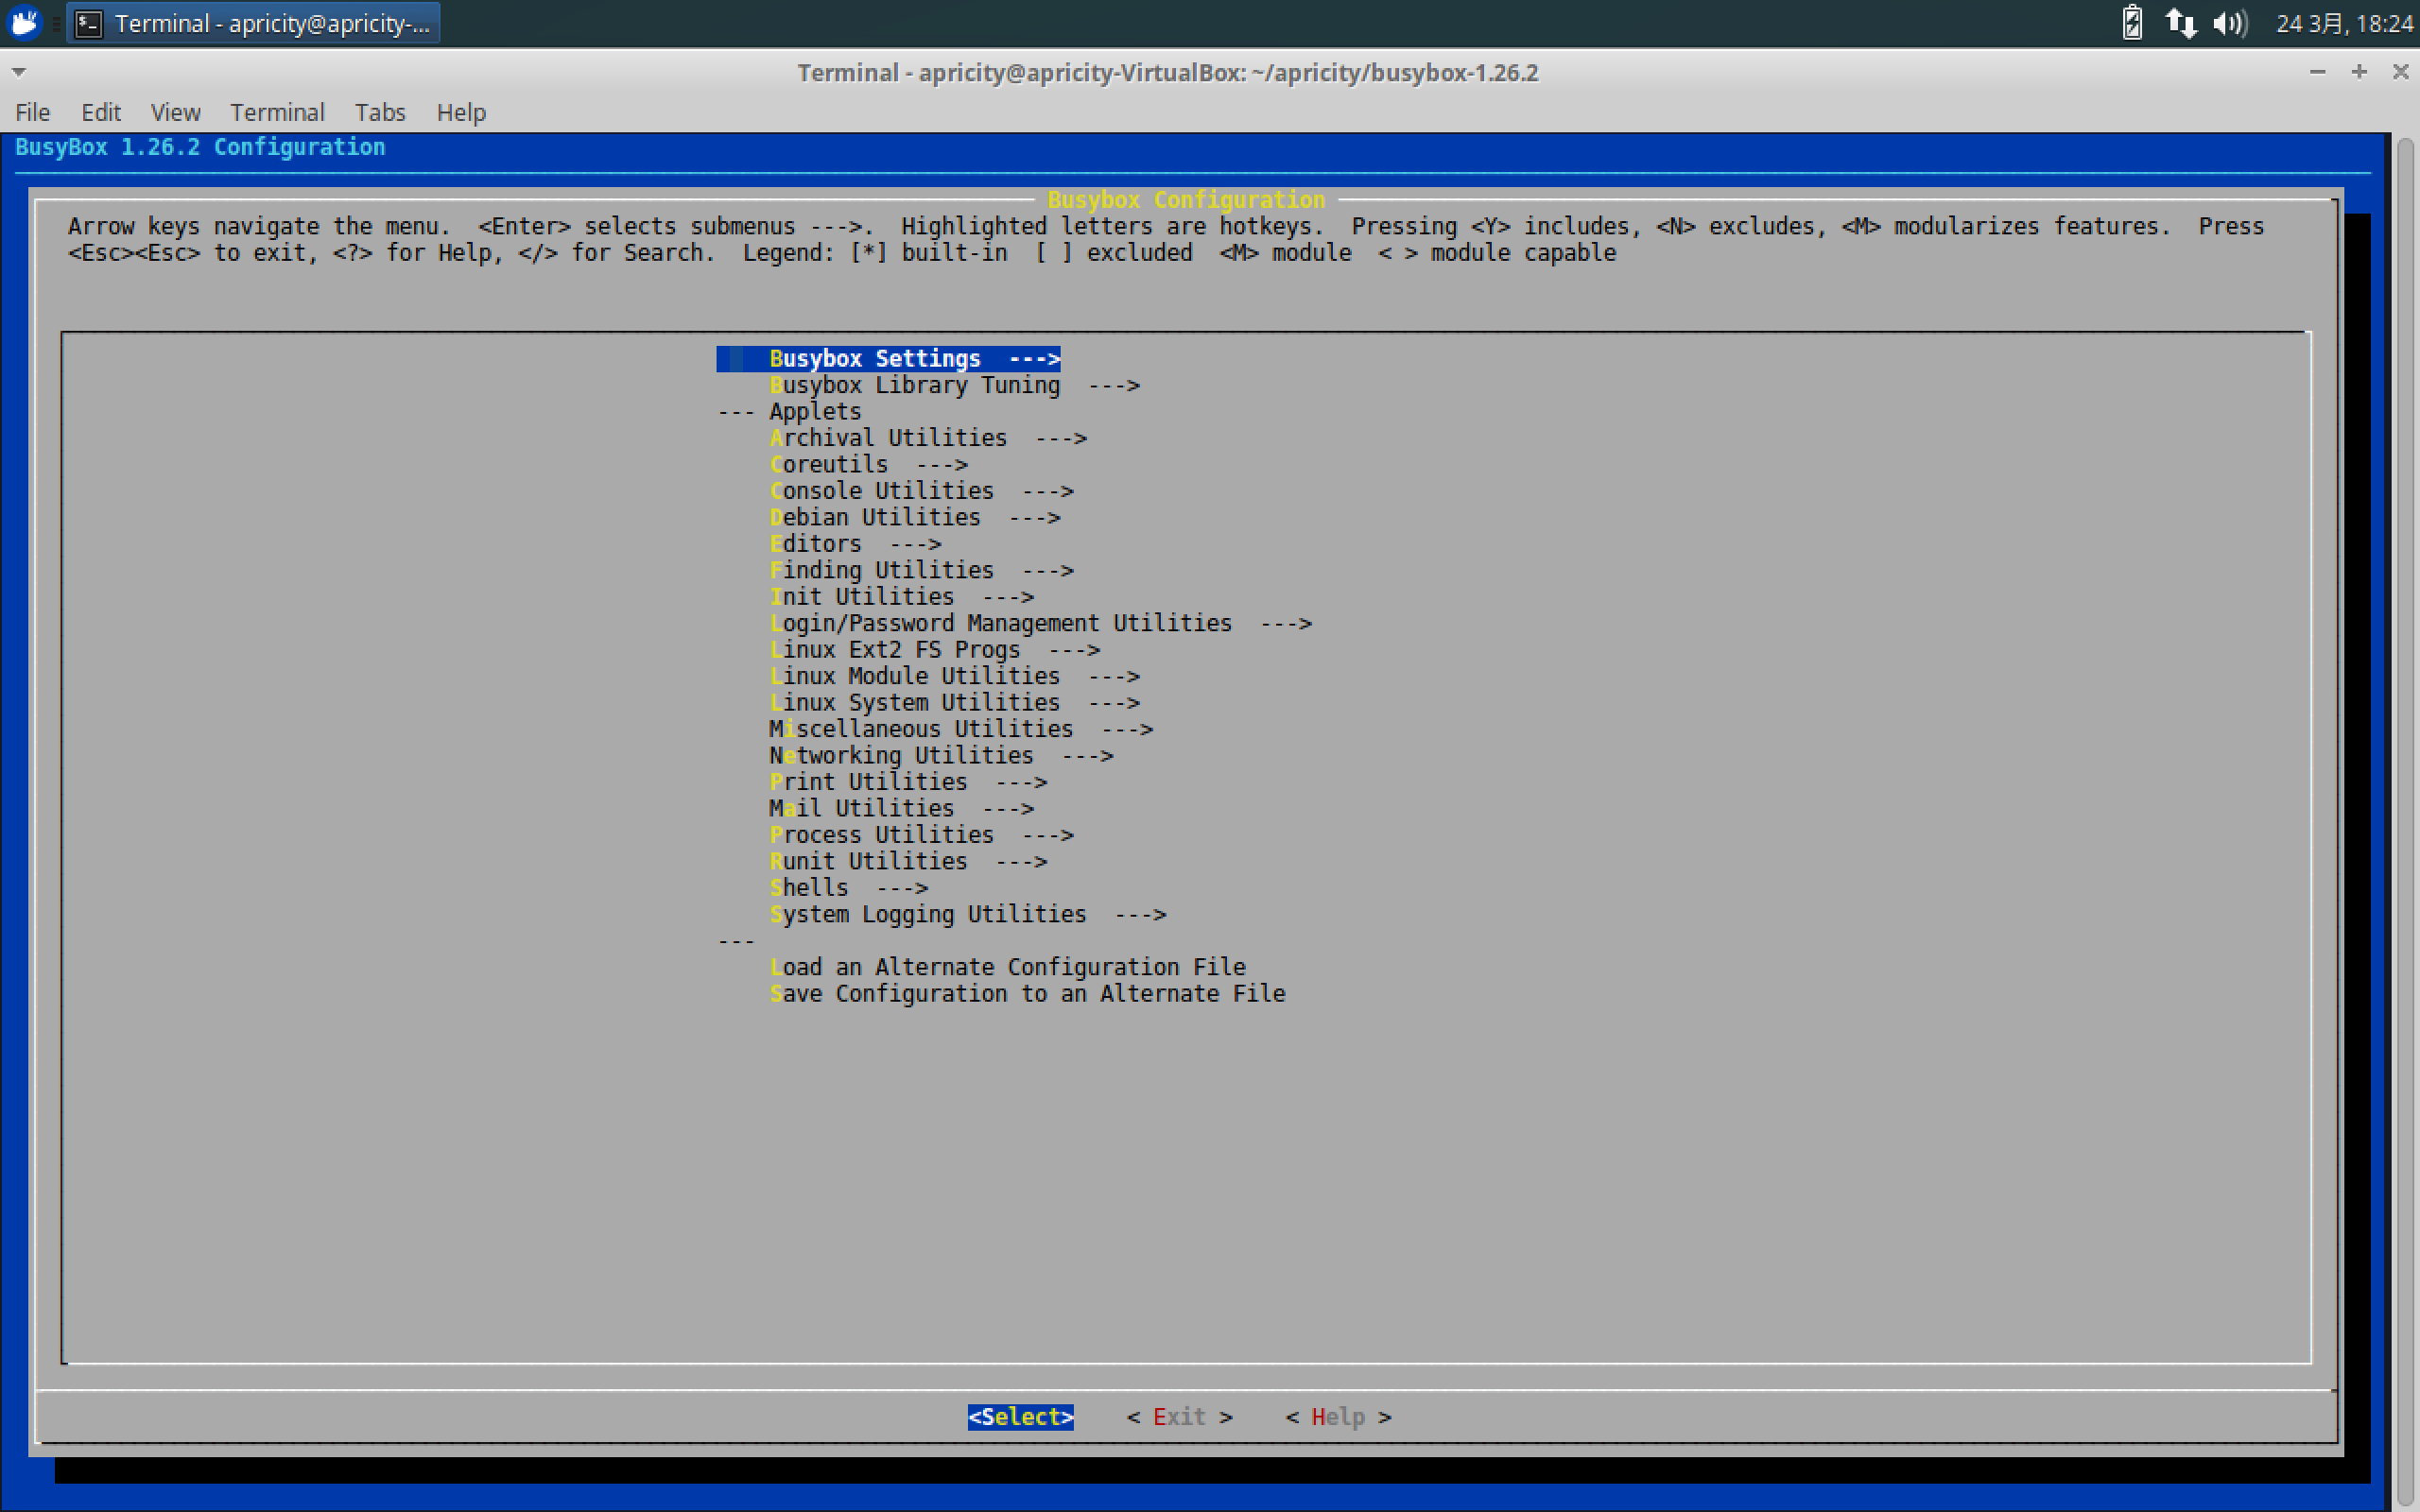 Terminal - apricity@apricity-...
24 3月, 18:24
Terminal - apricity@apricity-VirtualBox: ~/apricity/busybox-1.26.2
File Edit View Terminal Tabs Help
BusyBox 1.26.2 Configuration
Busybox Configuration
Arrow keys navigate the menu.  <Enter> selects submenus --->.  Highlighted letters are hotkeys.  Pressing <Y> includes, <N> excludes, <M> modularizes features.  Press
<Esc><Esc> to exit, <?> for Help, </> for Search.  Legend: [*] built-in  [ ] excluded  <M> module  < > module capable
Busybox Settings  --->
Busybox Library Tuning  --->
--- Applets
Archival Utilities  --->
Coreutils  --->
Console Utilities  --->
Debian Utilities  --->
Editors  --->
Finding Utilities  --->
Init Utilities  --->
Login/Password Management Utilities  --->
Linux Ext2 FS Progs  --->
Linux Module Utilities  --->
Linux System Utilities  --->
Miscellaneous Utilities  --->
Networking Utilities  --->
Print Utilities  --->
Mail Utilities  --->
Process Utilities  --->
Runit Utilities  --->
Shells  --->
System Logging Utilities  --->
---
Load an Alternate Configuration File
Save Configuration to an Alternate File
<Select>    < Exit >    < Help >